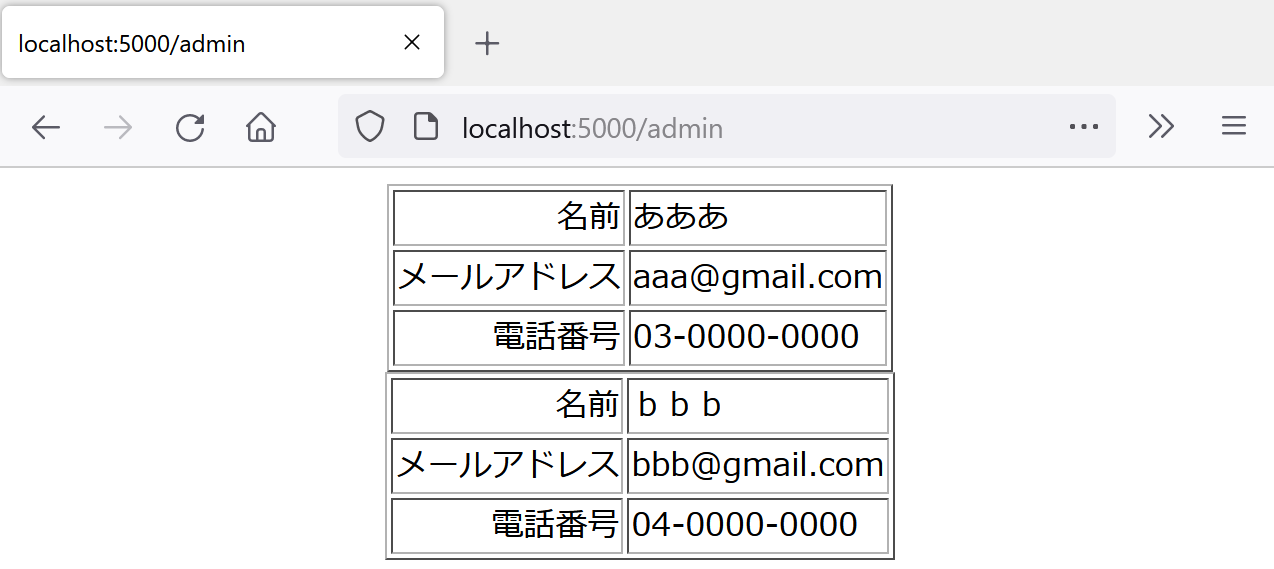 localhost:5000/admin
localhost:5000/admin
名前 あああ
メールアドレス aaa@gmail.com
電話番号 03-0000-0000
名前 ｂｂｂ
メールアドレス bbb@gmail.com
電話番号 04-0000-0000